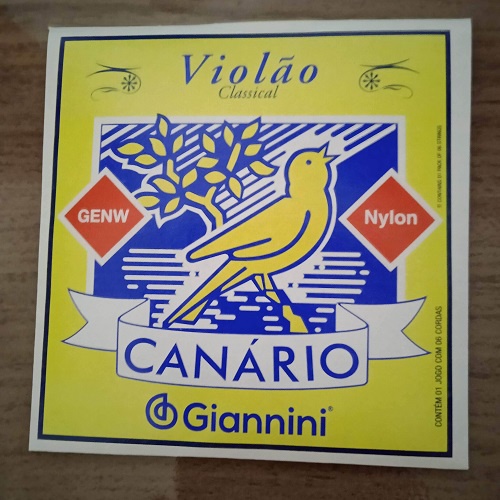 Violão
Classical
GENW
Nylon
CANÁRIO
Giannini®
CONTÉM 01 JOGO COM 06 CORDAS